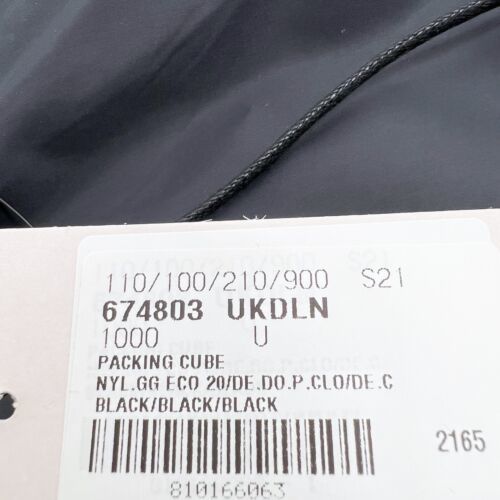 110/100/210/900 S21
674803 UKDLN
1000 U
PACKING CUBE
NYL.GG ECO 20/DE.DO.P.CLO/DE.C
BLACK/BLACK/BLACK
2165
810166063